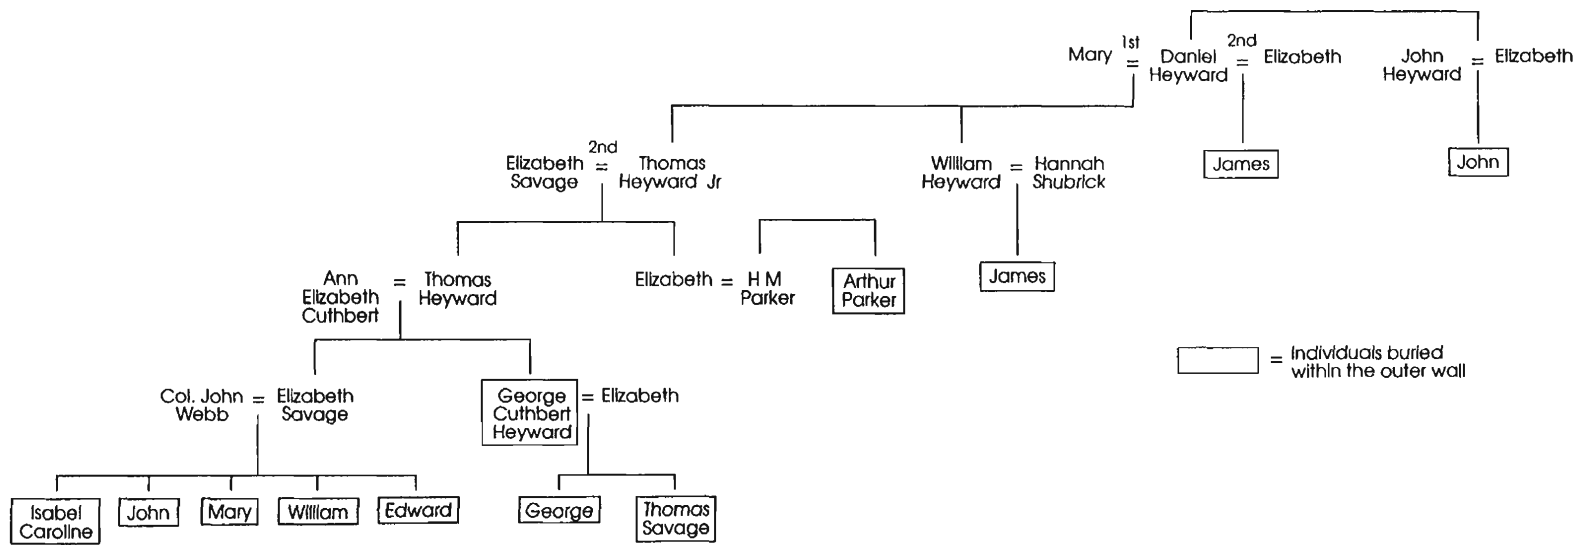 Mary 1st = Daniel Heyward 2nd = Elizabeth
John Heyward = Elizabeth
Elizabeth Savage 2nd = Thomas Heyward Jr
William Heyward = Hannah Shubrick
James
John
Ann Elizabeth Cuthbert = Thomas Heyward
Elizabeth = H M Parker
Arthur Parker
James
= Individuals buried
within the outer wall
Col. John Webb = Elizabeth Savage
George Cuthbert Heyward = Elizabeth
Isabel Caroline
John
Mary
William
Edward
George
Thomas Savage